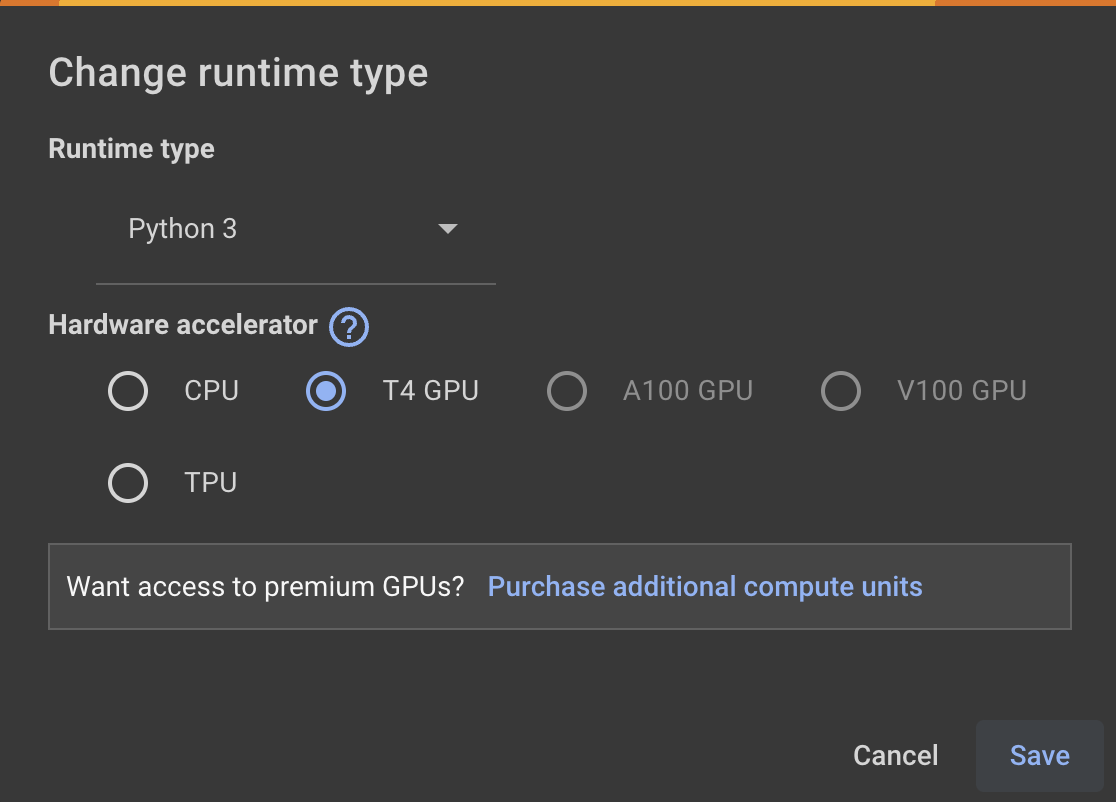 Change runtime type
Runtime type
Python 3
Hardware accelerator ?
CPU T4 GPU A100 GPU V100 GPU
TPU
Want access to premium GPUs? Purchase additional compute units
Cancel Save